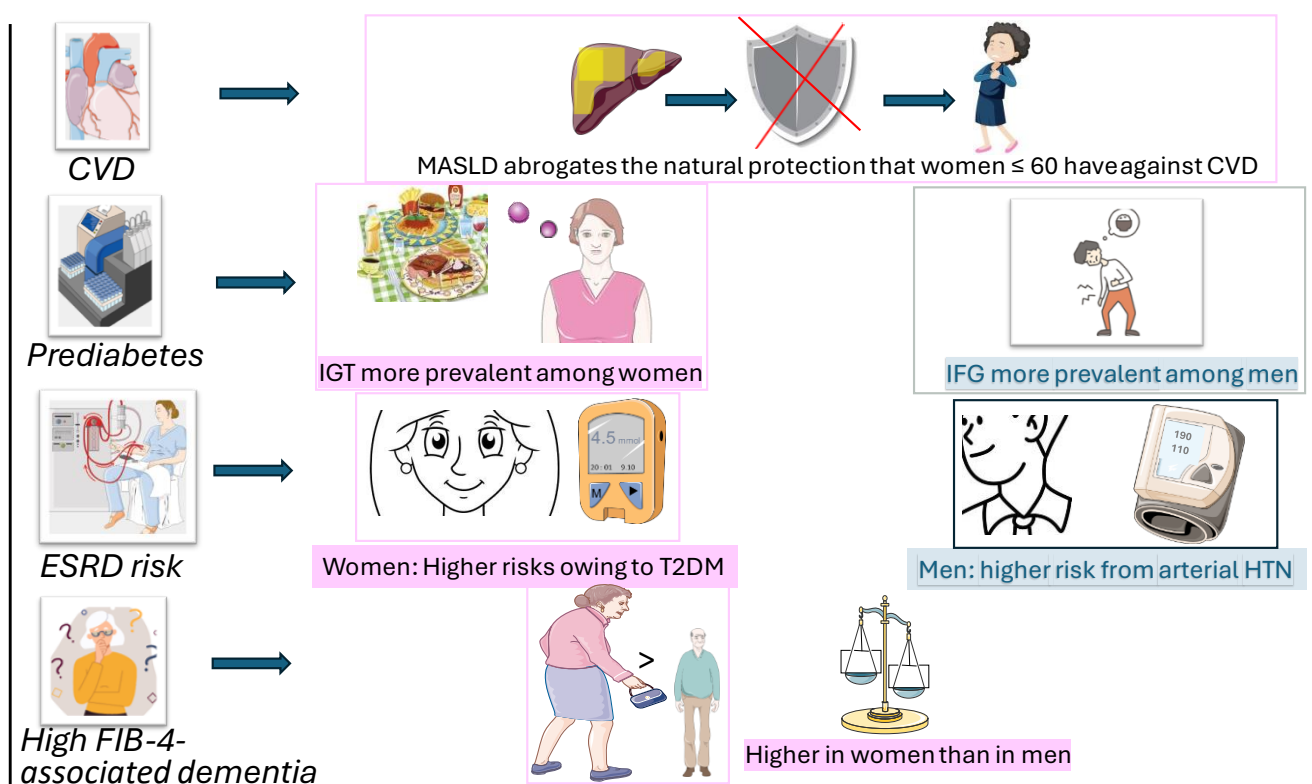 CVD
MASLD abrogates the natural protection that women ≤ 60 have against CVD
Prediabetes
IGT more prevalent among women
IFG more prevalent among men
4.5 mmol
20:01 9.10
M
190
110
ESRD risk
Women: Higher risks owing to T2DM
Men: higher risk from arterial HTN
? ? ? ?
>
High FIB-4-
associated dementia
Higher in women than in men